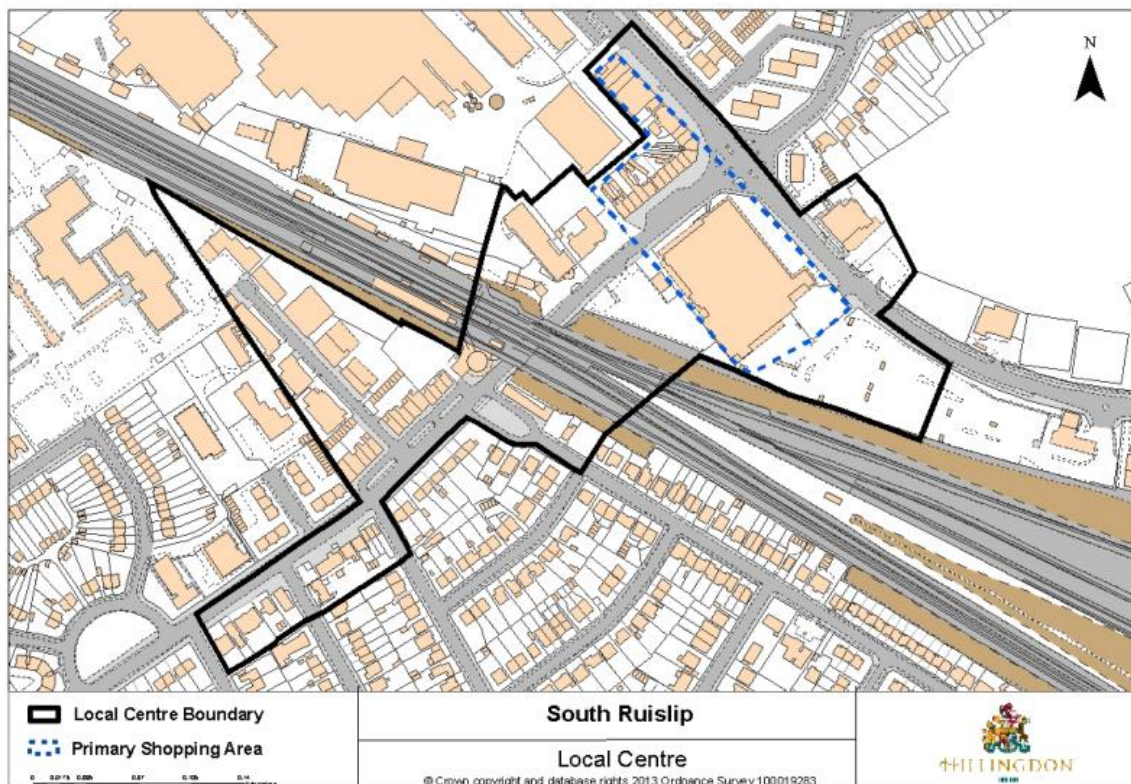 N
Local Centre Boundary
Primary Shopping Area
South Ruislip
Local Centre
© Crown copyright and database rights 2013 Ordnance Survey 100019283
HILLINGDON
LONDON